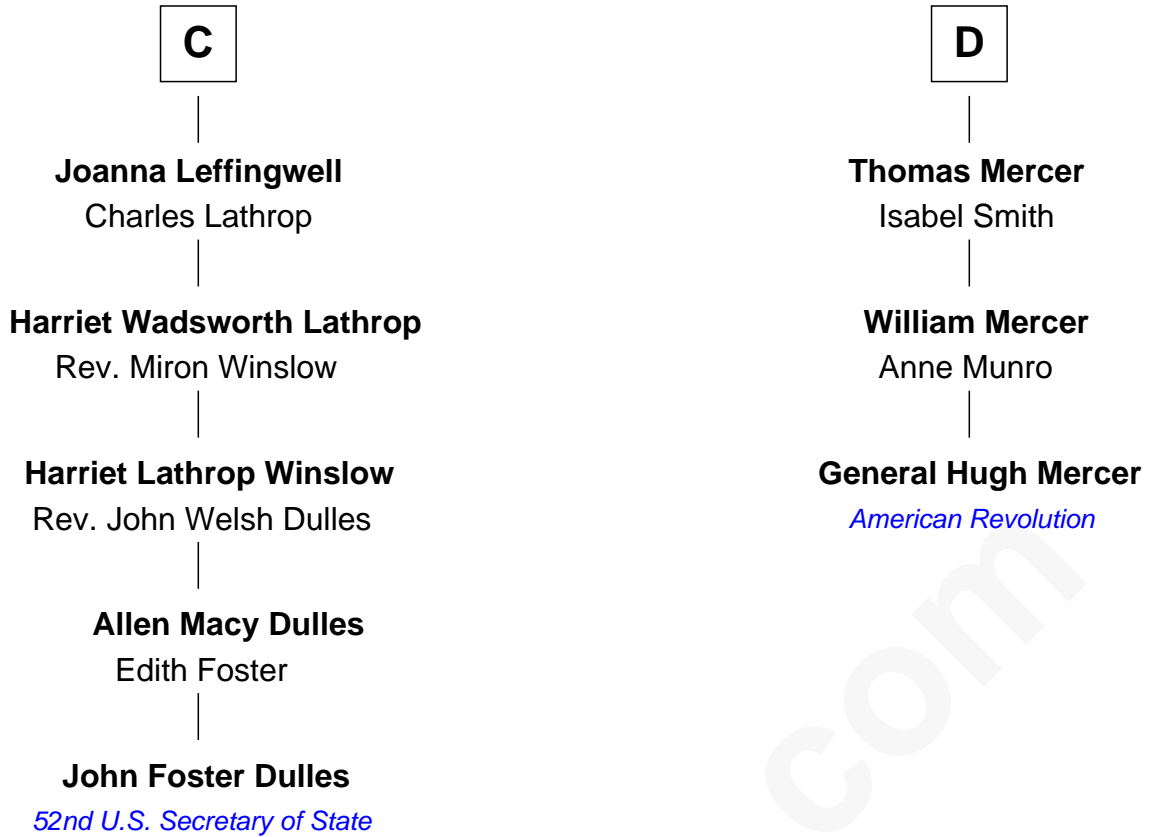 C
Joanna Leffingwell
Charles Lathrop
Harriet Wadsworth Lathrop
Rev. Miron Winslow
Harriet Lathrop Winslow
Rev. John Welsh Dulles
Allen Macy Dulles
Edith Foster
John Foster Dulles
52nd U.S. Secretary of State
D
Thomas Mercer
Isabel Smith
William Mercer
Anne Munro
General Hugh Mercer
American Revolution
com